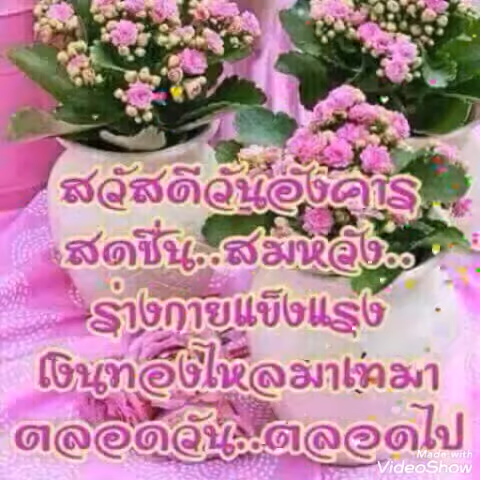 สวัสดีวันอังคาร
สดชื่น..สมหวัง..
ร่างกายแข็งแรง
เงินทองไหลมาเทมา
ตลอดวัน..ตลอดไป
Made with
VideoShow